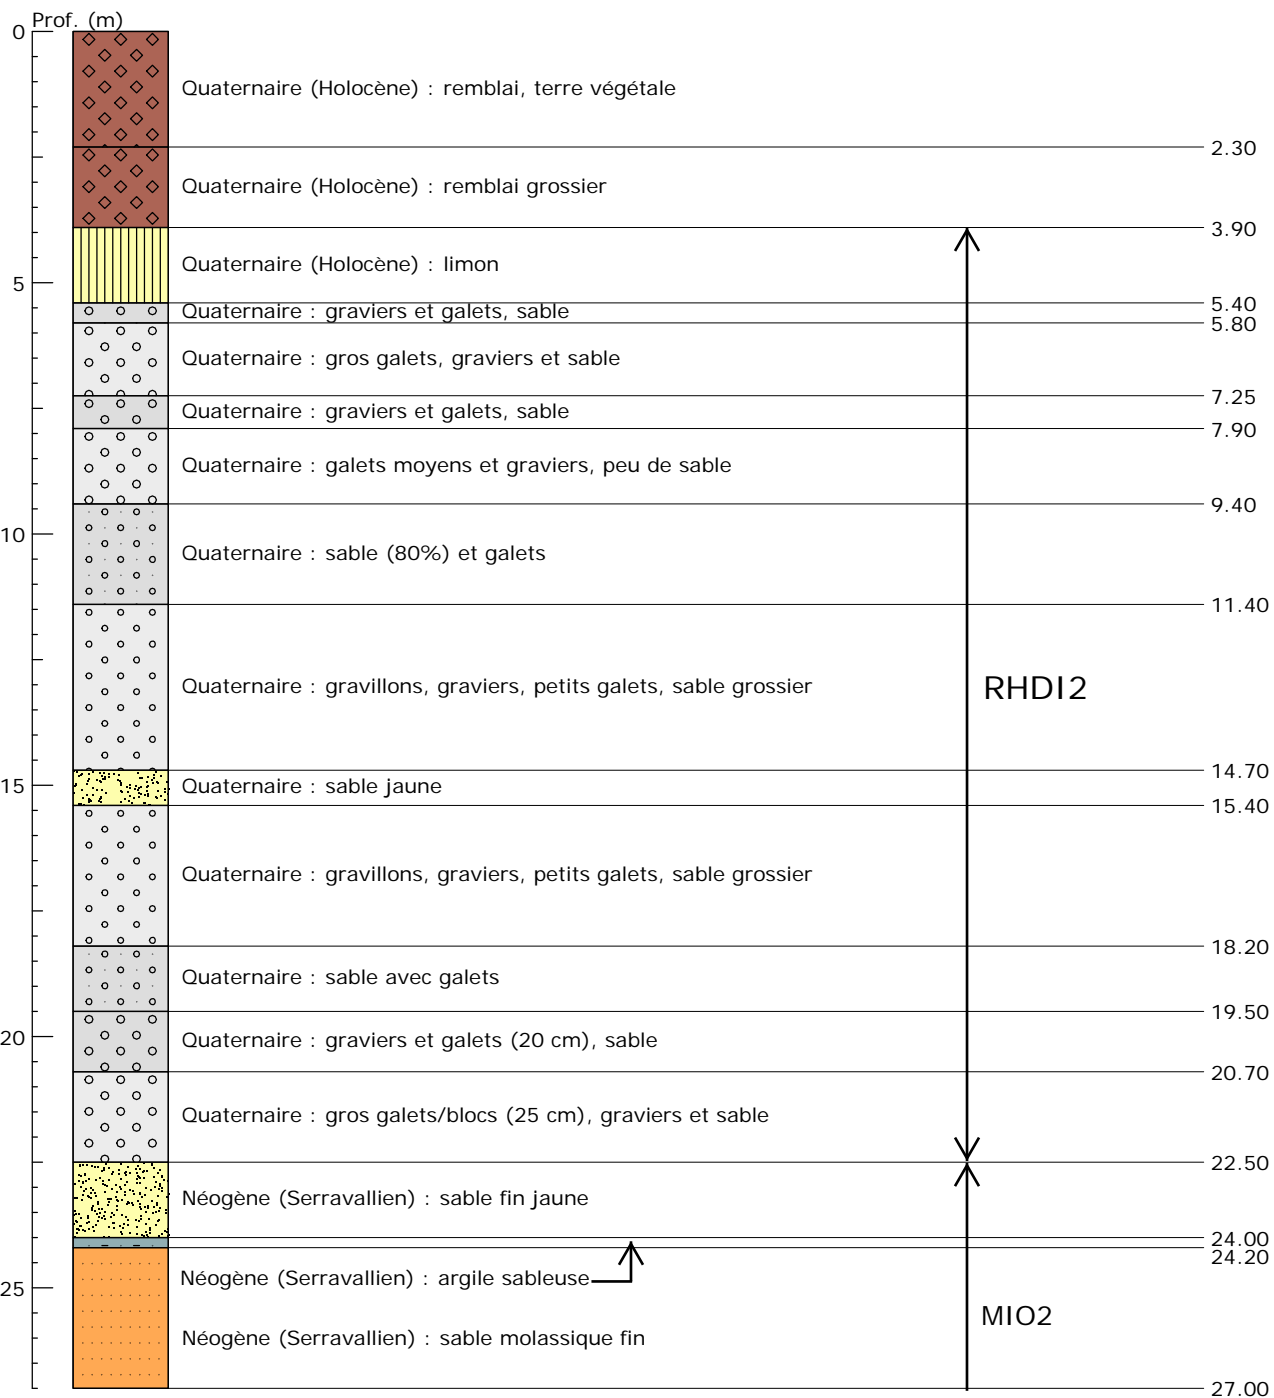 Prof. (m)
0
Quaternaire (Holocène) : remblai, terre végétale
2.30
Quaternaire (Holocène) : remblai grossier
3.90
Quaternaire (Holocène) : limon
5
5.40
Quaternaire : graviers et galets, sable
5.80
Quaternaire : gros galets, graviers et sable
7.25
Quaternaire : graviers et galets, sable
7.90
Quaternaire : galets moyens et graviers, peu de sable
9.40
10
Quaternaire : sable (80%) et galets
11.40
Quaternaire : gravillons, graviers, petits galets, sable grossier
RHDI2
14.70
15
Quaternaire : sable jaune
15.40
Quaternaire : gravillons, graviers, petits galets, sable grossier
18.20
Quaternaire : sable avec galets
19.50
20
Quaternaire : graviers et galets (20 cm), sable
20.70
Quaternaire : gros galets/blocs (25 cm), graviers et sable
22.50
Néogène (Serravallien) : sable fin jaune
24.00
24.20
Néogène (Serravallien) : argile sableuse
25
MIO2
Néogène (Serravallien) : sable molassique fin
27.00